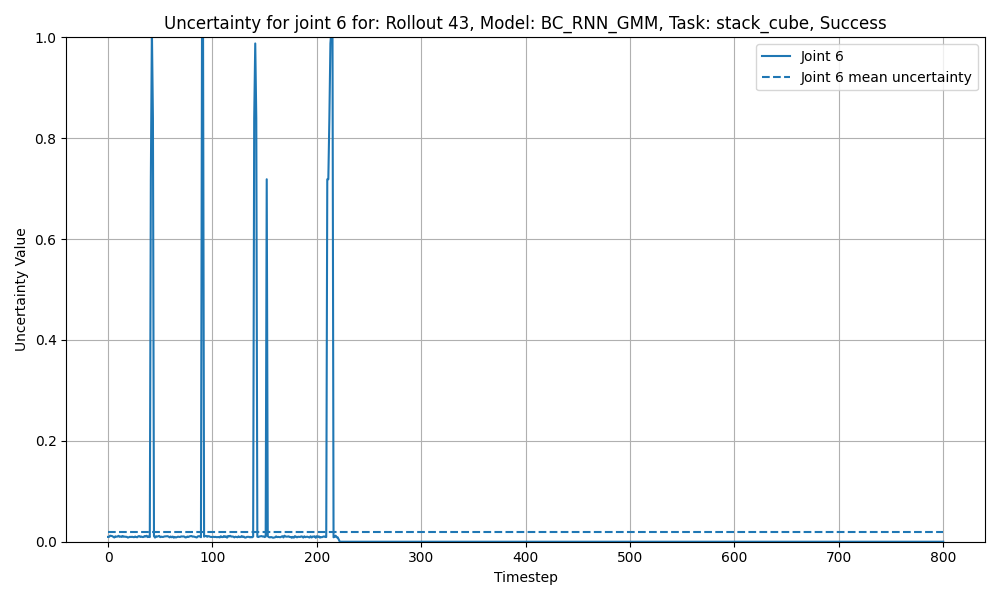 Uncertainty for joint 6 for: Rollout 43, Model: BC_RNN_GMM, Task: stack_cube, Success
Joint 6
Joint 6 mean uncertainty
Uncertainty Value
1.0
0.8
0.6
0.4
0.2
0.0
0 100 200 300 400 500 600 700 800
Timestep